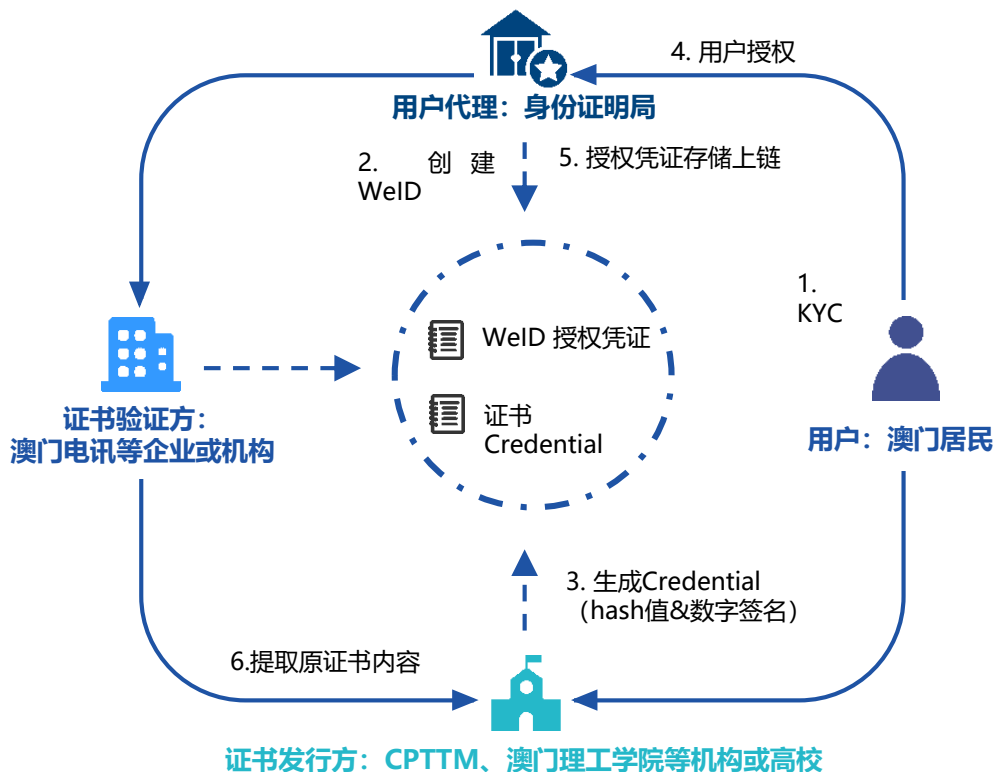 4. 用户授权
用户代理：身份证明局
2. 创 建
WeID
5. 授权凭证存储上链
1.
KYC
WeID 授权凭证
证书
Credential
证书验证方：
澳门电讯等企业或机构
用户：澳门居民
3. 生成Credential
（hash值&数字签名）
6.提取原证书内容
证书发行方：CPTTM、澳门理工学院等机构或高校